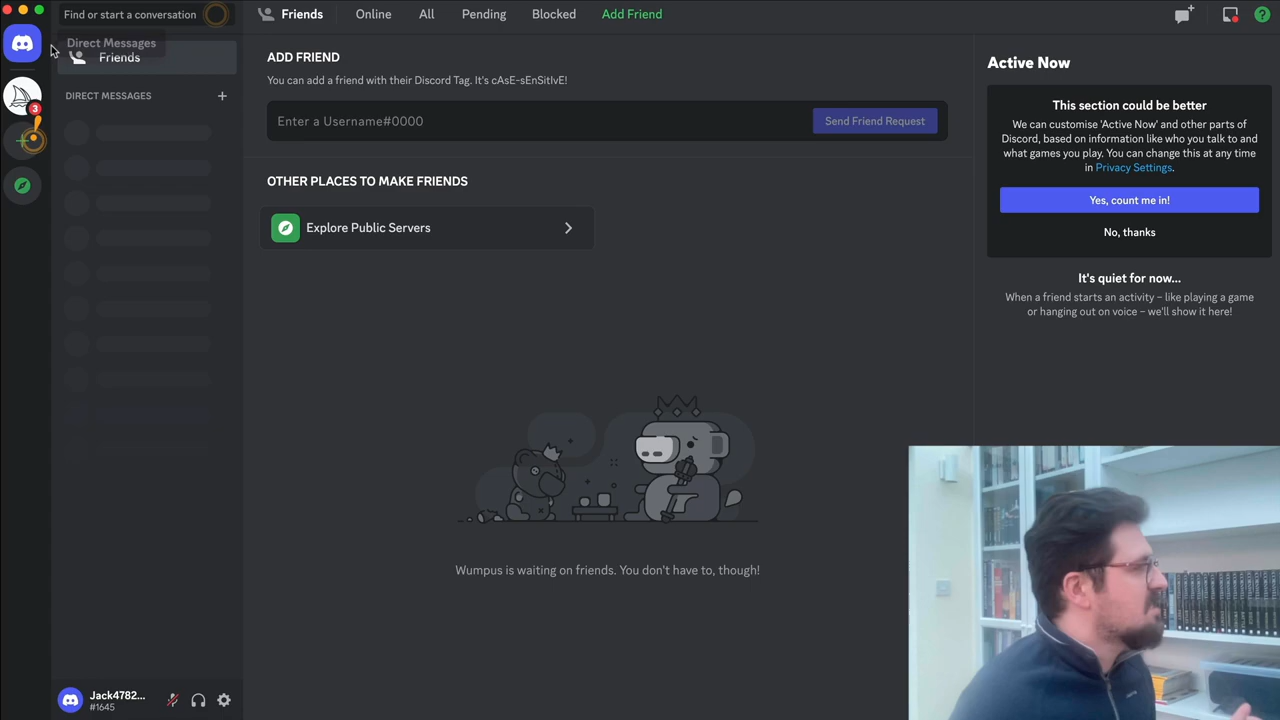 Find or start a conversation
Direct Messages
Friends
DIRECT MESSAGES
3
Jack4782...
#1645
Friends
Online
All
Pending
Blocked
Add Friend
ADD FRIEND
You can add a friend with their Discord Tag. It's cAsE-sEnSitIvE!
Enter a Username#0000
Send Friend Request
OTHER PLACES TO MAKE FRIENDS
Explore Public Servers
Wumpus is waiting on friends. You don't have to, though!
Active Now
This section could be better
We can customise 'Active Now' and other parts of
Discord, based on information like who you talk to and
what games you play. You can change this at any time
in Privacy Settings.
Yes, count me in!
No, thanks
It's quiet for now...
When a friend starts an activity – like playing a game
or hanging out on voice – we'll show it here!